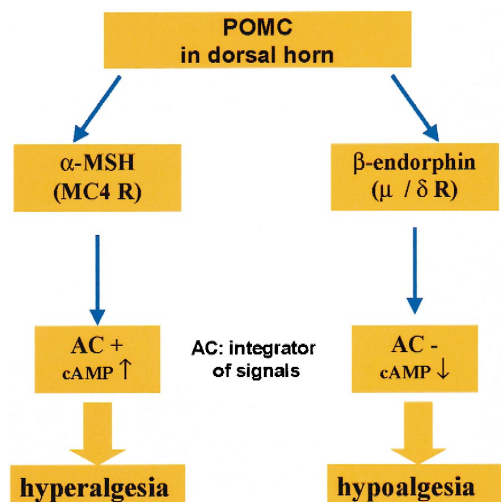 POMC
in dorsal horn
α-MSH
(MC4 R)
β-endorphin
(μ / δ R)
AC +
cAMP ↑
AC: integrator
of signals
AC -
cAMP ↓
hyperalgesia
hypoalgesia